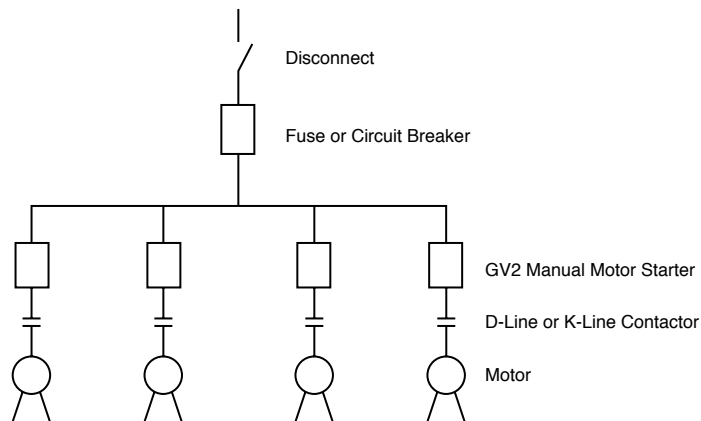 Disconnect
Fuse or Circuit Breaker
GV2 Manual Motor Starter
D-Line or K-Line Contactor
Motor